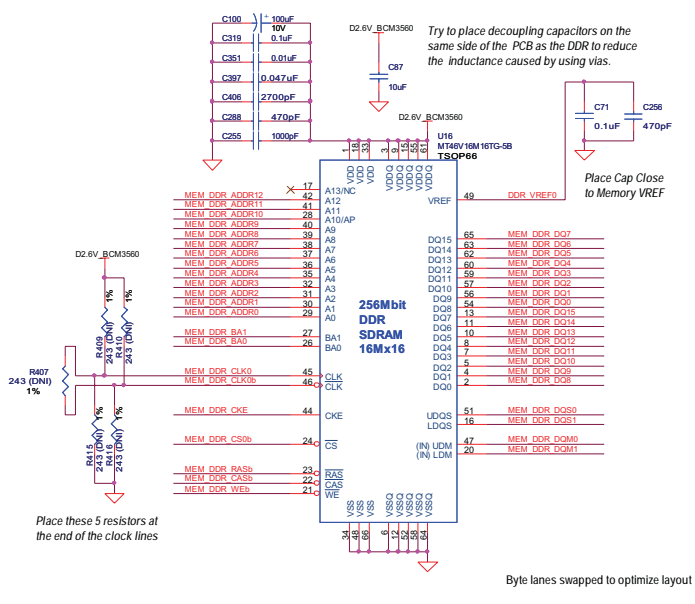 C100 100uF
10V
C319 0.1uF
C351 0.01uF
C397 0.047uF
C406 2700pF
C288 470pF
C255 1000pF
D2.6V_BCM3560
C87
10uF
Try to place decoupling capacitors on the
same side of the PCB as the DDR to reduce
the inductance caused by using vias.
D2.6V_BCM3560
U16
MT46V16M16TG-5B
TSOP66
C71
0.1uF
C256
470pF
Place Cap Close
to Memory VREF
1 18 33 3 9 15 55 61
VDD VDD VDD VDDQ VDDQ VDDQ VDDQ VDDQ
17 A13/NC
MEM_DDR_ADDR12 42 A12
MEM_DDR_ADDR11 41 A11
MEM_DDR_ADDR10 28 A10/AP
MEM_DDR_ADDR9 40 A9
MEM_DDR_ADDR8 39 A8
MEM_DDR_ADDR7 38 A7
MEM_DDR_ADDR6 37 A6
MEM_DDR_ADDR5 36 A5
MEM_DDR_ADDR4 35 A4
MEM_DDR_ADDR3 32 A3
MEM_DDR_ADDR2 31 A2
MEM_DDR_ADDR1 30 A1
MEM_DDR_ADDR0 29 A0
MEM_DDR_BA1 27 BA1
MEM_DDR_BA0 26 BA0
MEM_DDR_CLK0 45 CLK
MEM_DDR_CLK0b 46 CLK
MEM_DDR_CKE 44 CKE
MEM_DDR_CS0b 24 CS
MEM_DDR_RASb 23 RAS
MEM_DDR_CASb 22 CAS
MEM_DDR_WEb 21 WE
256Mbit
DDR
SDRAM
16Mx16
VREF 49 DDR_VREF0
DQ15 65 MEM_DDR_DQ7
DQ14 63 MEM_DDR_DQ6
DQ13 62 MEM_DDR_DQ5
DQ12 60 MEM_DDR_DQ4
DQ11 59 MEM_DDR_DQ3
DQ10 57 MEM_DDR_DQ2
DQ9 56 MEM_DDR_DQ1
DQ8 54 MEM_DDR_DQ0
DQ7 13 MEM_DDR_DQ15
DQ6 11 MEM_DDR_DQ14
DQ5 10 MEM_DDR_DQ13
DQ4 8 MEM_DDR_DQ12
DQ3 7 MEM_DDR_DQ11
DQ2 5 MEM_DDR_DQ10
DQ1 4 MEM_DDR_DQ9
DQ0 2 MEM_DDR_DQ8
UDQS 51 MEM_DDR_DQS0
LDQS 16 MEM_DDR_DQS1
(IN) UDM 47 MEM_DDR_DQM0
(IN) LDM 20 MEM_DDR_DQM1
VSS VSS VSS VSSQ VSSQ VSSQ VSSQ VSSQ
34 48 66 6 12 52 58 64
D2.6V_BCM3560
R409
243 (DNI)
1%
R410
243 (DNI)
1%
R407
243 (DNI)
1%
R415
243 (DNI)
1%
R416
243 (DNI)
1%
Place these 5 resistors at
the end of the clock lines
Byte lanes swapped to optimize layout